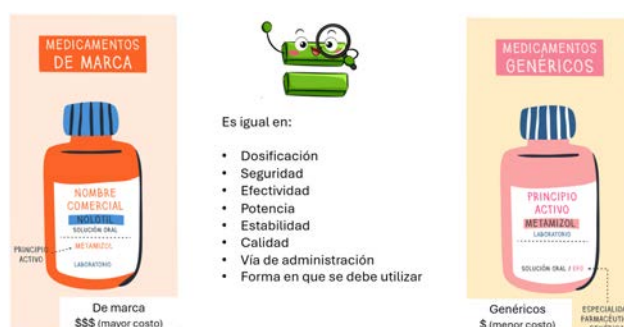 MEDICAMENTOS
DE MARCA
NOMBRE
COMERCIAL
NOLOTIL
SOLUCIÓN ORAL
METAMIZOL
LABORATORIO
PRINCIPIO
ACTIVO
De marca
$$$ (mayor costo)
Es igual en:
• Dosificación
• Seguridad
• Efectividad
• Potencia
• Estabilidad
• Calidad
• Vía de administración
• Forma en que se debe utilizar
MEDICAMENTOS
GENÉRICOS
PRINCIPIO
ACTIVO
METAMIZOL
LABORATORIO
SOLUCIÓN ORAL / EFG
Genéricos
$ (menor costo)